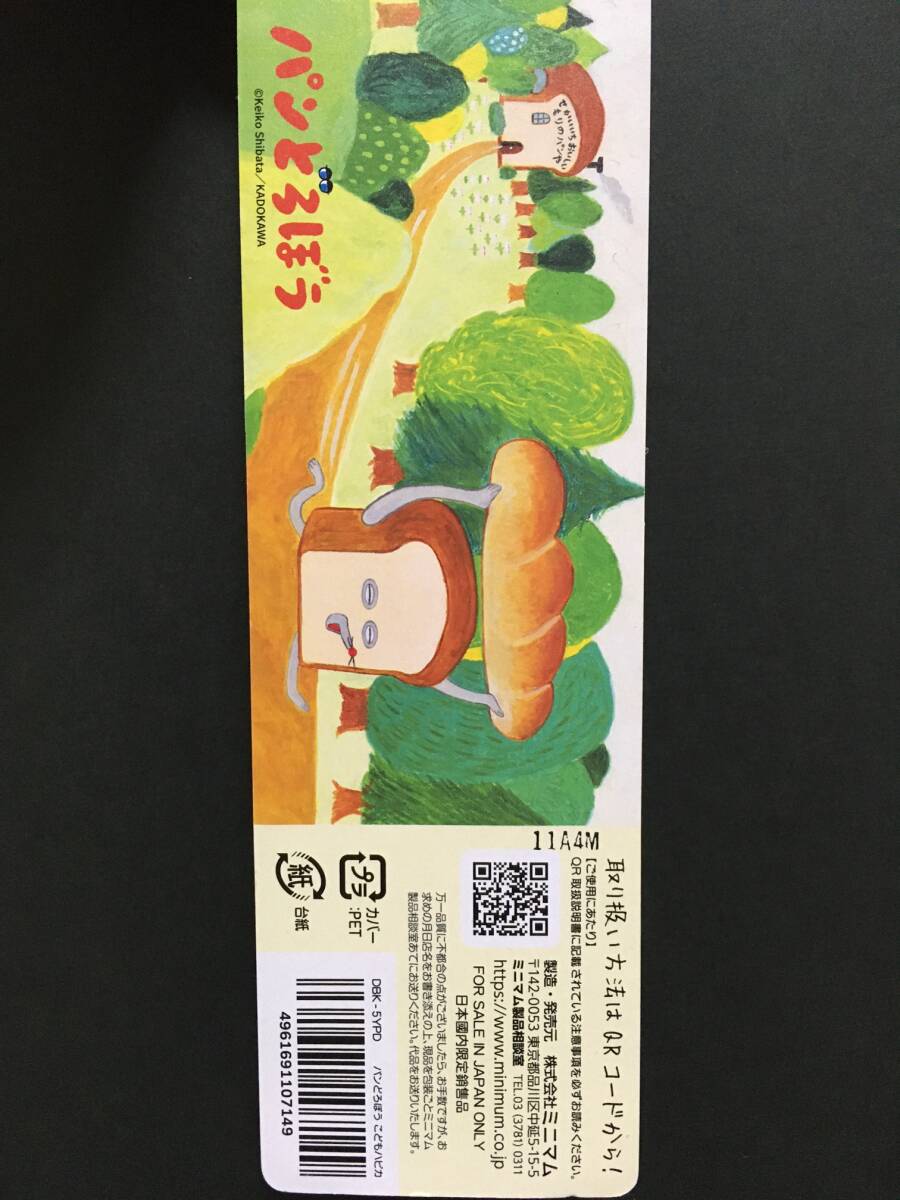 パンどろぼう
©Keiko Shibata／KADOKAWA
せかいいちおいしい
もりのパンや
11A4M
取り扱い方法はQRコードから！
【ご使用にあたり】
QR取扱説明書に記載されている注意事項を必ずお読みください。
製造・発売元　株式会社ミニマム
〒142-0053 東京都品川区中延5-15-5
ミニマム製品相談室 TEL.03 (3781) 0311
https://www.minimum.co.jp
FOR SALE IN JAPAN ONLY
日本國内限定銷售品
万一品質に不都合の点がございましたら、お手数ですが、お
求めの月日店名をお書き添えの上、現品を包装ごとミニマム
製品相談室あてにお送りください。代品をお送りいたします。
プラ
カバー
:PET
紙
台紙
DBK-5YPD　パンどろぼう こどもハピカ
4961691107149